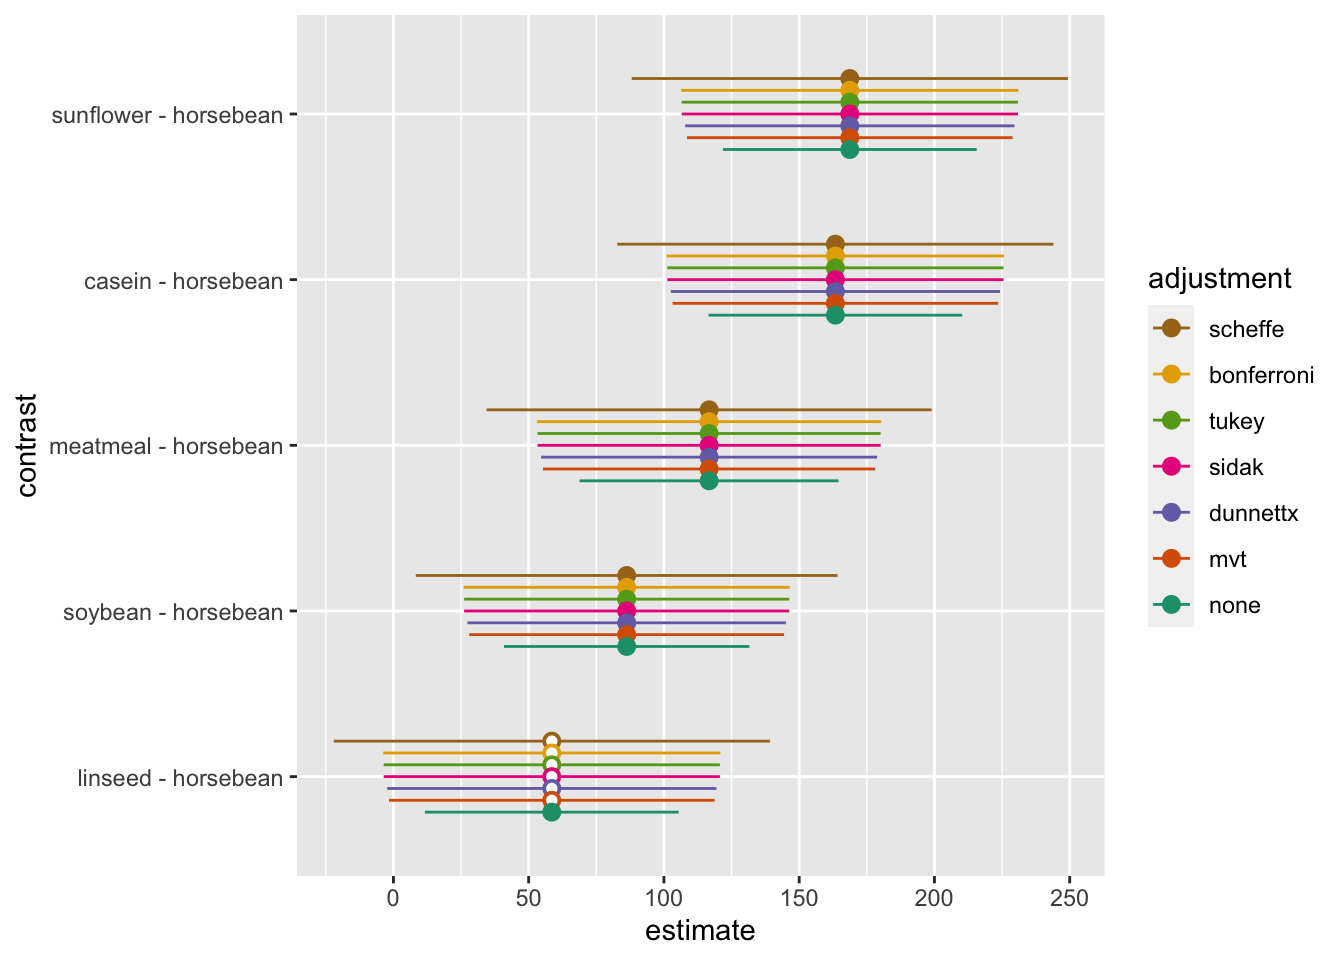 contrast
sunflower - horsebean
casein - horsebean
meatmeal - horsebean
soybean - horsebean
linseed - horsebean
0 50 100 150 200 250
estimate
adjustment
scheffe
bonferroni
tukey
sidak
dunnettx
mvt
none